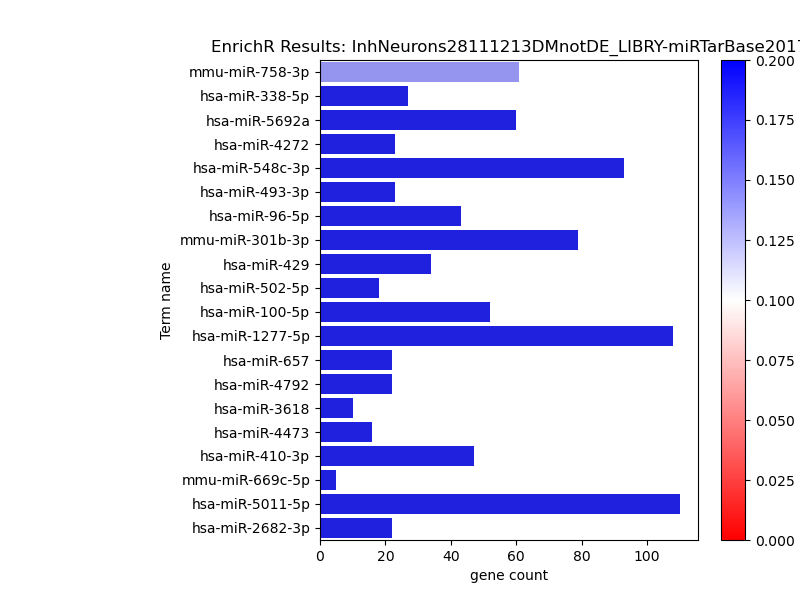 EnrichR Results: InhNeurons28111213DMnotDE_LIBRY-miRTarBase2017
mmu-miR-758-3p
hsa-miR-338-5p
hsa-miR-5692a
hsa-miR-4272
hsa-miR-548c-3p
hsa-miR-493-3p
hsa-miR-96-5p
mmu-miR-301b-3p
hsa-miR-429
hsa-miR-502-5p
hsa-miR-100-5p
hsa-miR-1277-5p
hsa-miR-657
hsa-miR-4792
hsa-miR-3618
hsa-miR-4473
hsa-miR-410-3p
mmu-miR-669c-5p
hsa-miR-5011-5p
hsa-miR-2682-3p
Term name
0 20 40 60 80 100
gene count
0.200
0.175
0.150
0.125
0.100
0.075
0.050
0.025
0.000